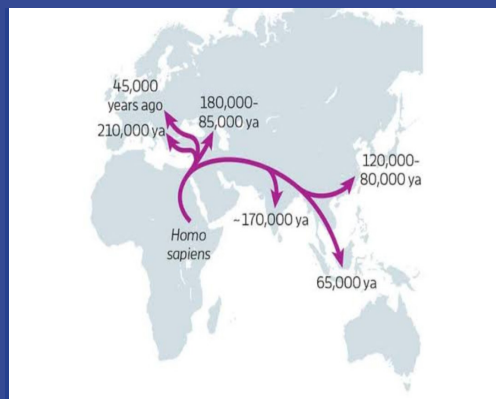 45,000
years ago
210,000 ya
180,000-
85,000 ya
120,000-
80,000 ya
~170,000 ya
Homo
sapiens
65,000 ya